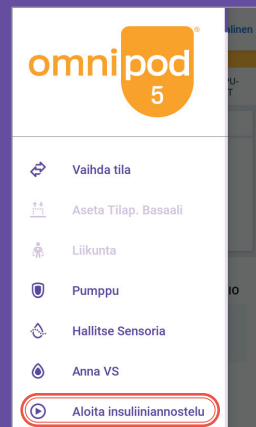 omnipod®
5
Vaihda tila
Aseta Tilap. Basaali
Liikunta
Pumppu
Hallitse Sensoria
Anna VS
Aloita insuliiniannostelu